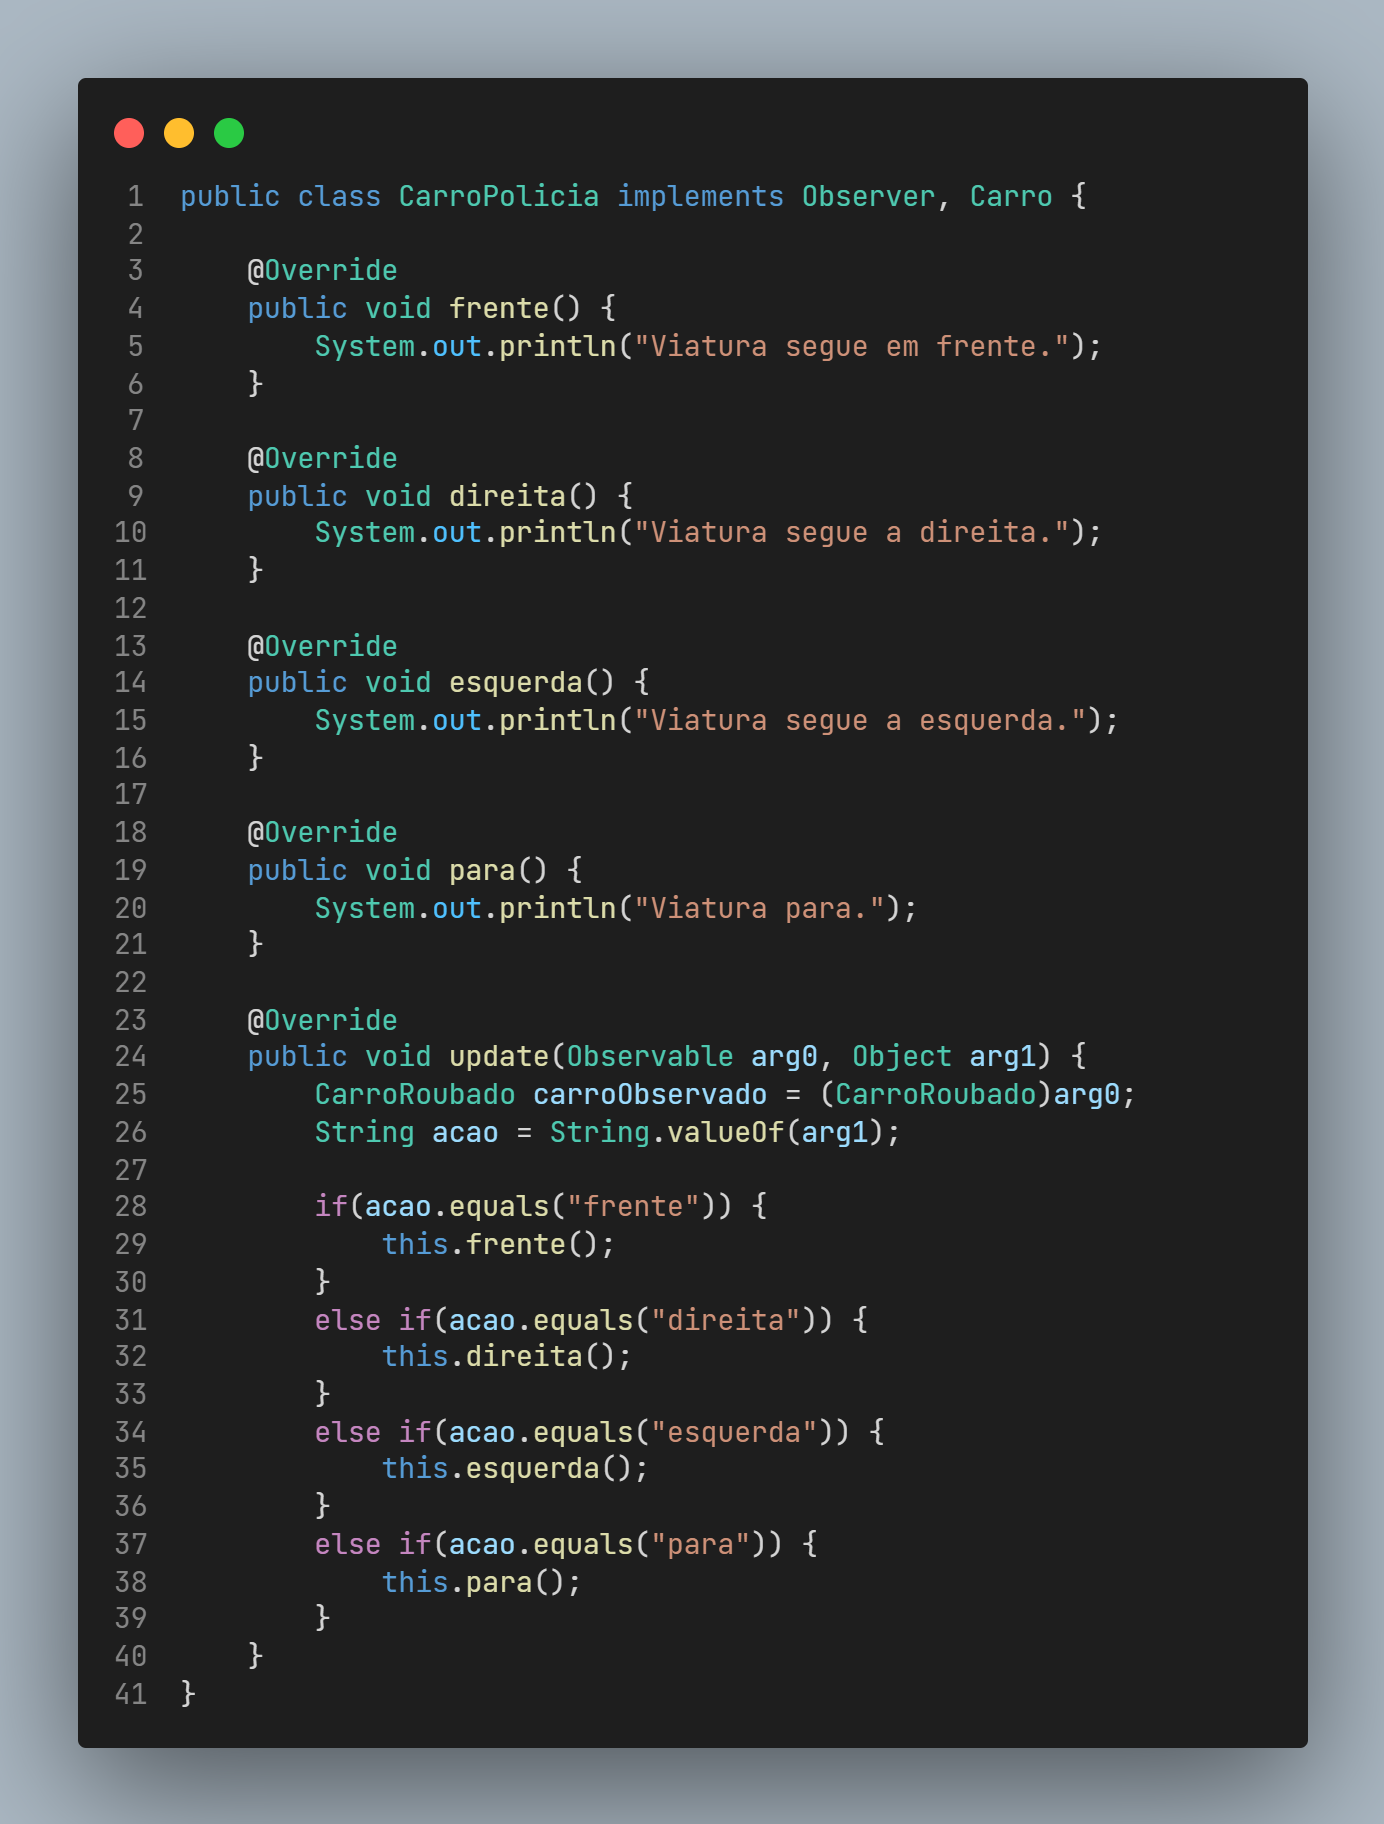 1 public class CarroPolicia implements Observer, Carro {
2
3     @Override
4     public void frente() {
5         System.out.println("Viatura segue em frente.");
6     }
7
8     @Override
9     public void direita() {
10         System.out.println("Viatura segue a direita.");
11     }
12
13     @Override
14     public void esquerda() {
15         System.out.println("Viatura segue a esquerda.");
16     }
17
18     @Override
19     public void para() {
20         System.out.println("Viatura para.");
21     }
22
23     @Override
24     public void update(Observable arg0, Object arg1) {
25         CarroRoubado carroObservado = (CarroRoubado)arg0;
26         String acao = String.valueOf(arg1);
27
28         if(acao.equals("frente")) {
29             this.frente();
30         }
31         else if(acao.equals("direita")) {
32             this.direita();
33         }
34         else if(acao.equals("esquerda")) {
35             this.esquerda();
36         }
37         else if(acao.equals("para")) {
38             this.para();
39         }
40     }
41 }